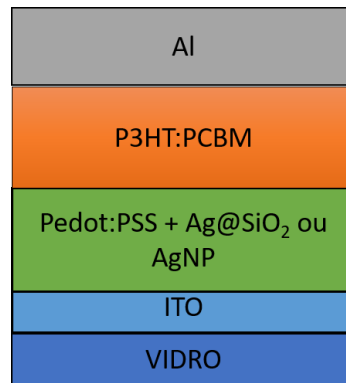 Al
P3HT:PCBM
Pedot:PSS + Ag@SiO₂ ou
AgNP
ITO
VIDRO